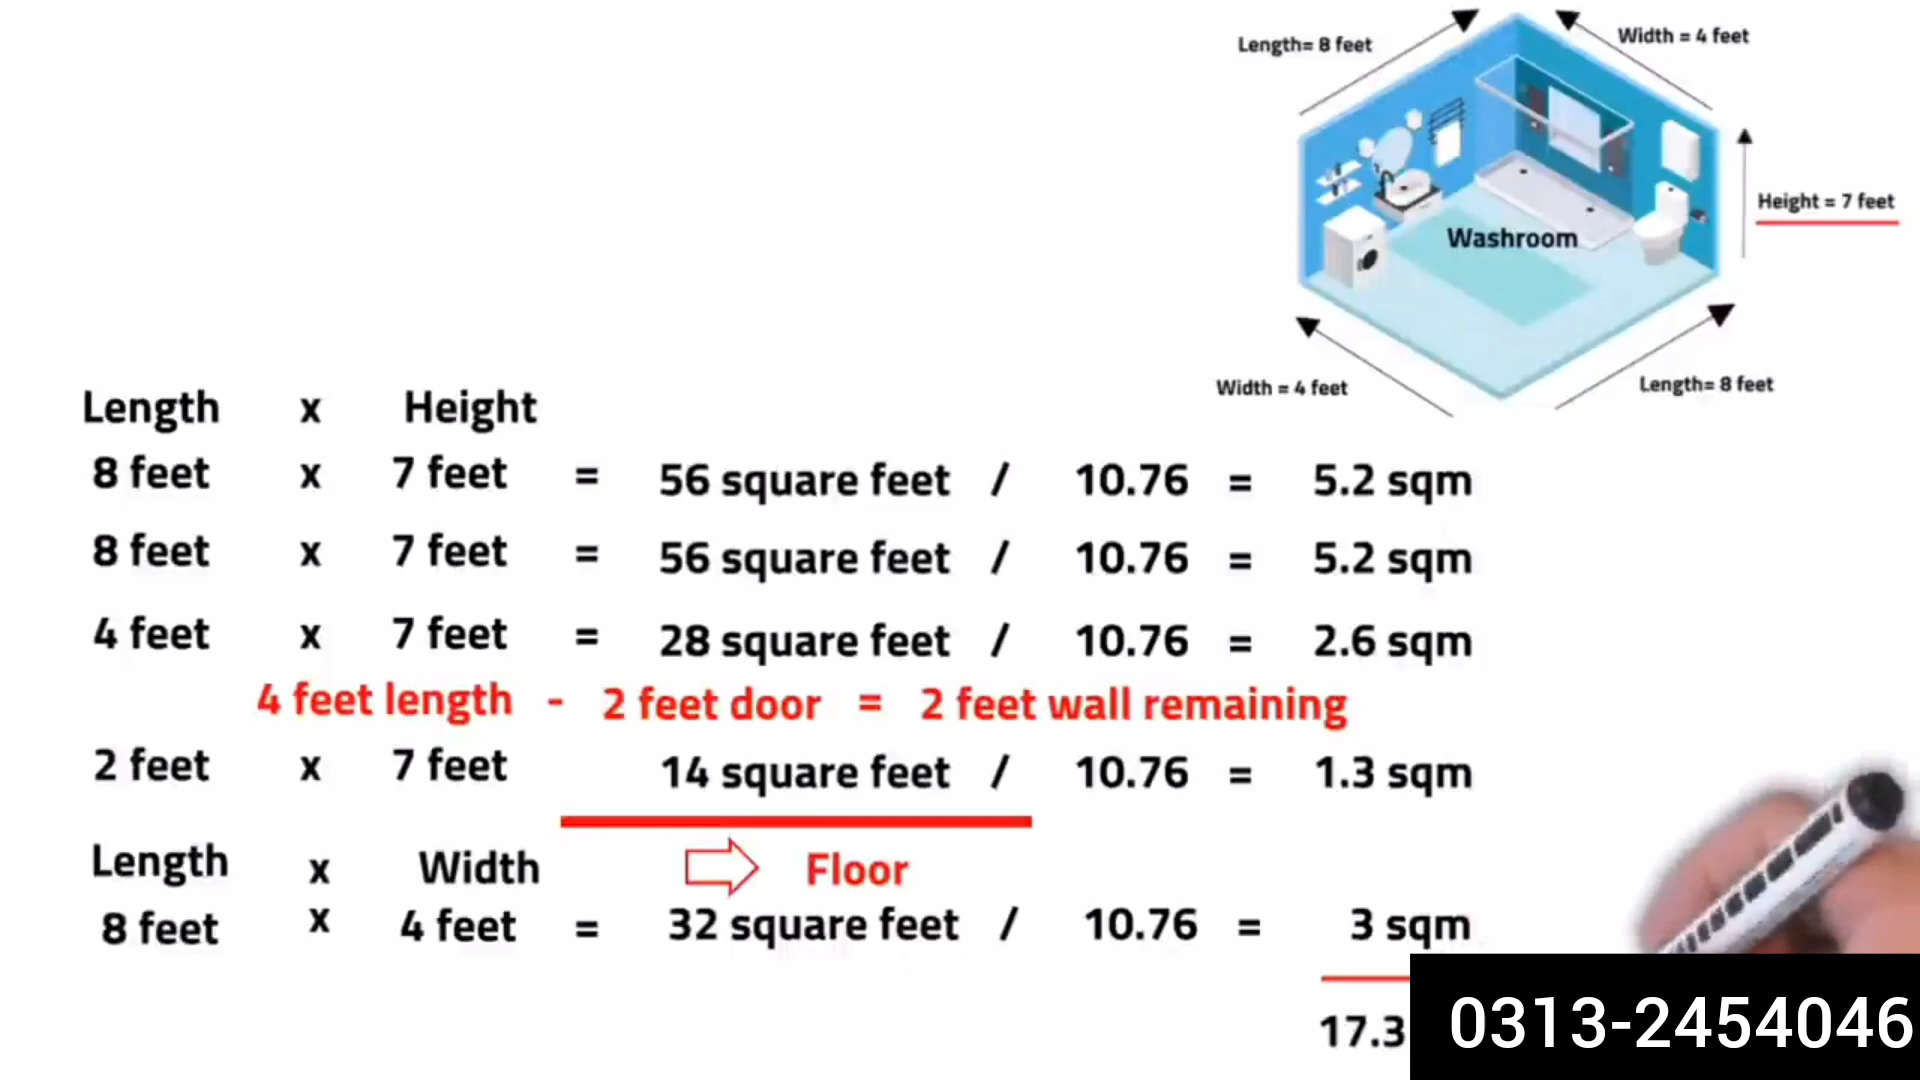 Length= 8 feet
Width = 4 feet
Height = 7 feet
Washroom
Width = 4 feet
Length= 8 feet
Length x Height
8 feet x 7 feet = 56 square feet / 10.76 = 5.2 sqm
8 feet x 7 feet = 56 square feet / 10.76 = 5.2 sqm
4 feet x 7 feet = 28 square feet / 10.76 = 2.6 sqm
4 feet length - 2 feet door = 2 feet wall remaining
2 feet x 7 feet 14 square feet / 10.76 = 1.3 sqm
Length x Width Floor
8 feet x 4 feet = 32 square feet / 10.76 = 3 sqm
17.3
0313-2454046